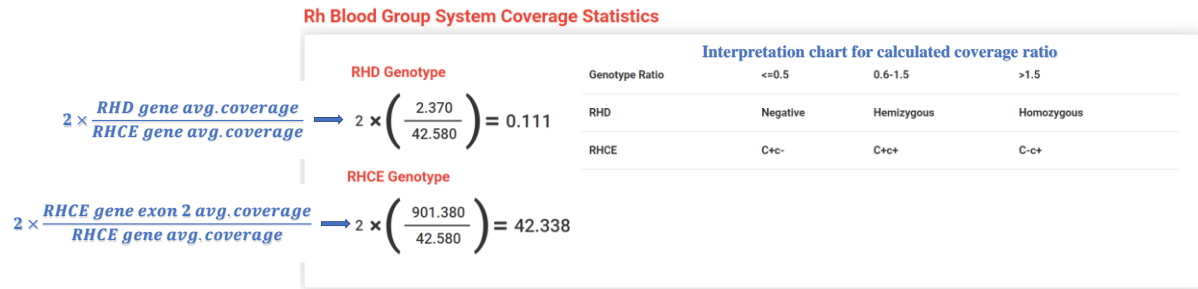 Rh Blood Group System Coverage Statistics
Interpretation chart for calculated coverage ratio
RHD Genotype
2 × RHD gene avg.coverage / RHCE gene avg.coverage
2 × ( 2.370 / 42.580 ) = 0.111
RHCE Genotype
2 × RHCE gene exon 2 avg.coverage / RHCE gene avg.coverage
2 × ( 901.380 / 42.580 ) = 42.338
Genotype Ratio <=0.5 0.6-1.5 >1.5
RHD Negative Hemizygous Homozygous
RHCE C+c- C+c+ C-c+